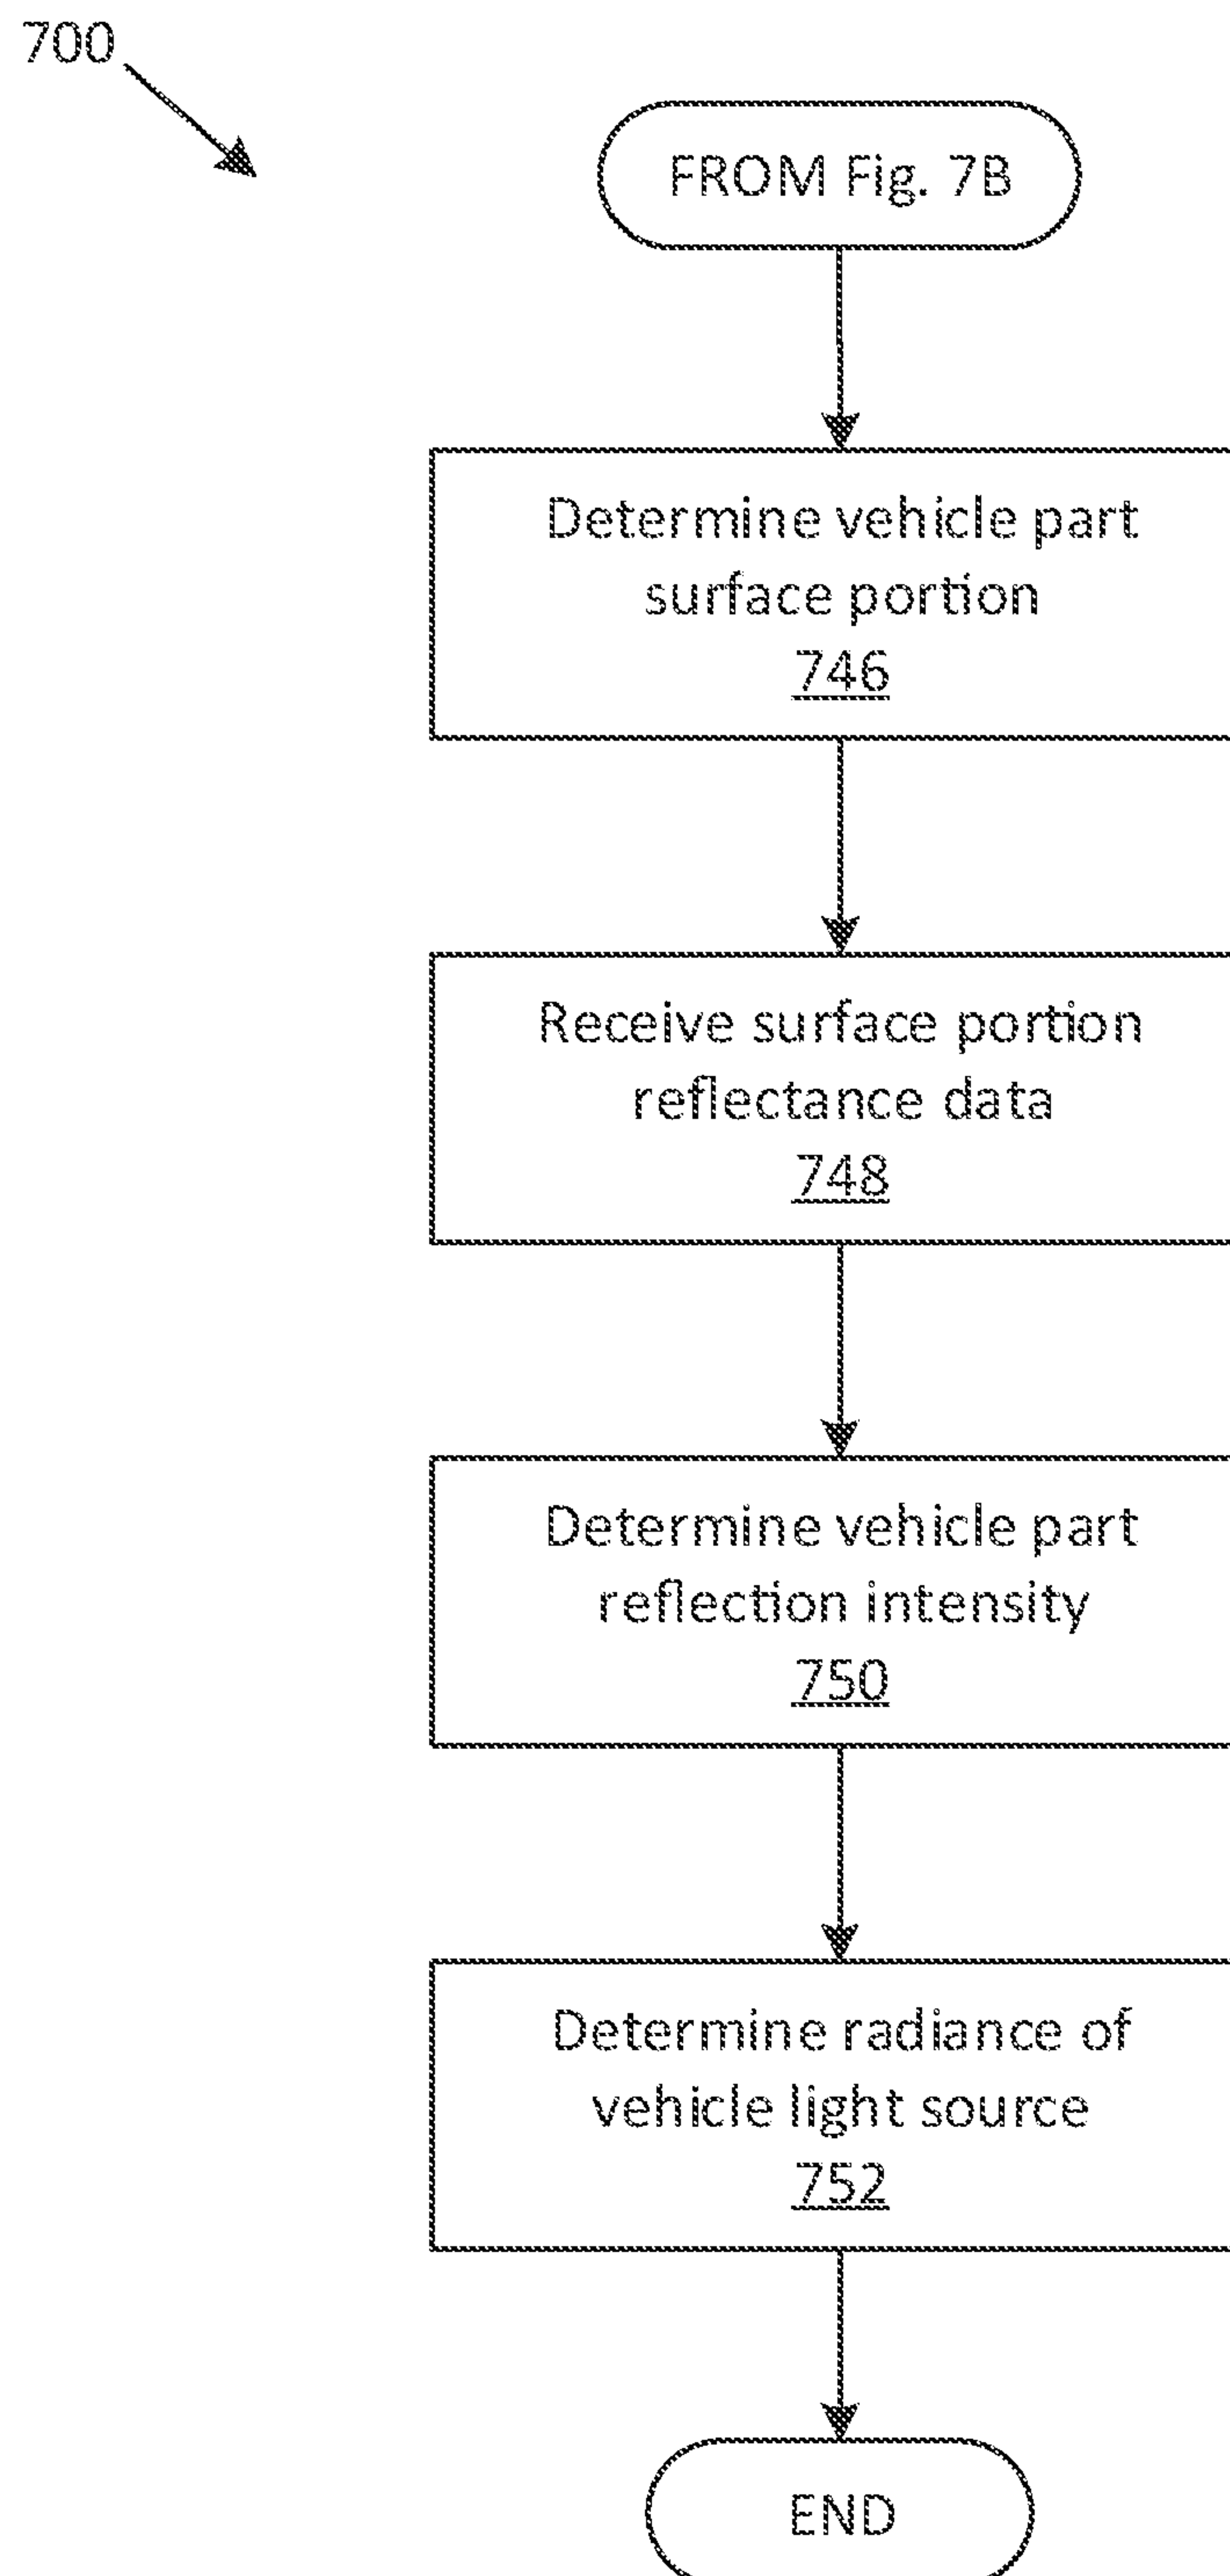 700
FROM Fig. 7B
Determine vehicle part
surface portion
746
Receive surface portion
reflectance data
748
Determine vehicle part
reflection intensity
750
Determine radiance of
vehicle light source
752
END